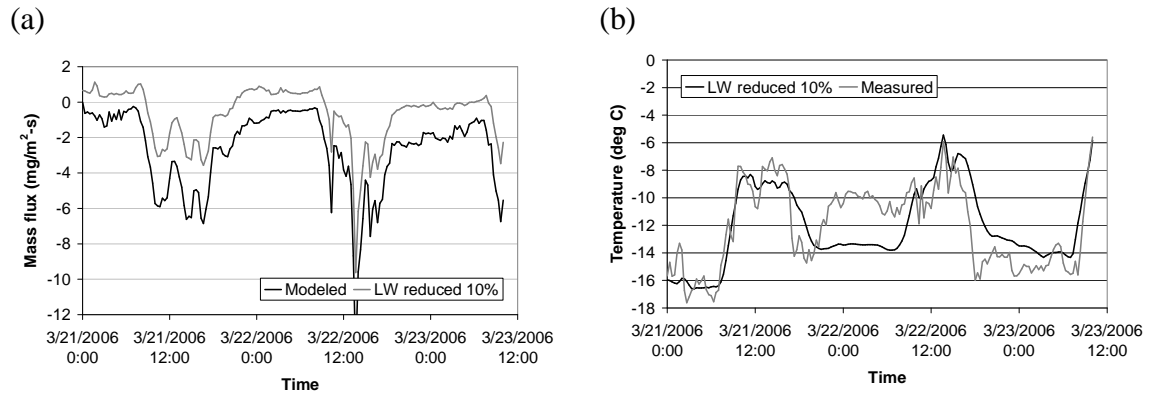 (a)
2
0
-2
-4
-6
-8
-10
-12
Mass flux (mg/m²-s)
Modeled LW reduced 10%
3/21/2006 3/21/2006 3/22/2006 3/22/2006 3/23/2006 3/23/2006
0:00 12:00 0:00 12:00 0:00 12:00
Time
(b)
0
-2
-4
-6
-8
-10
-12
-14
-16
-18
Temperature (deg C)
LW reduced 10% Measured
3/21/2006 3/21/2006 3/22/2006 3/22/2006 3/23/2006 3/23/2006
0:00 12:00 0:00 12:00 0:00 12:00
Time